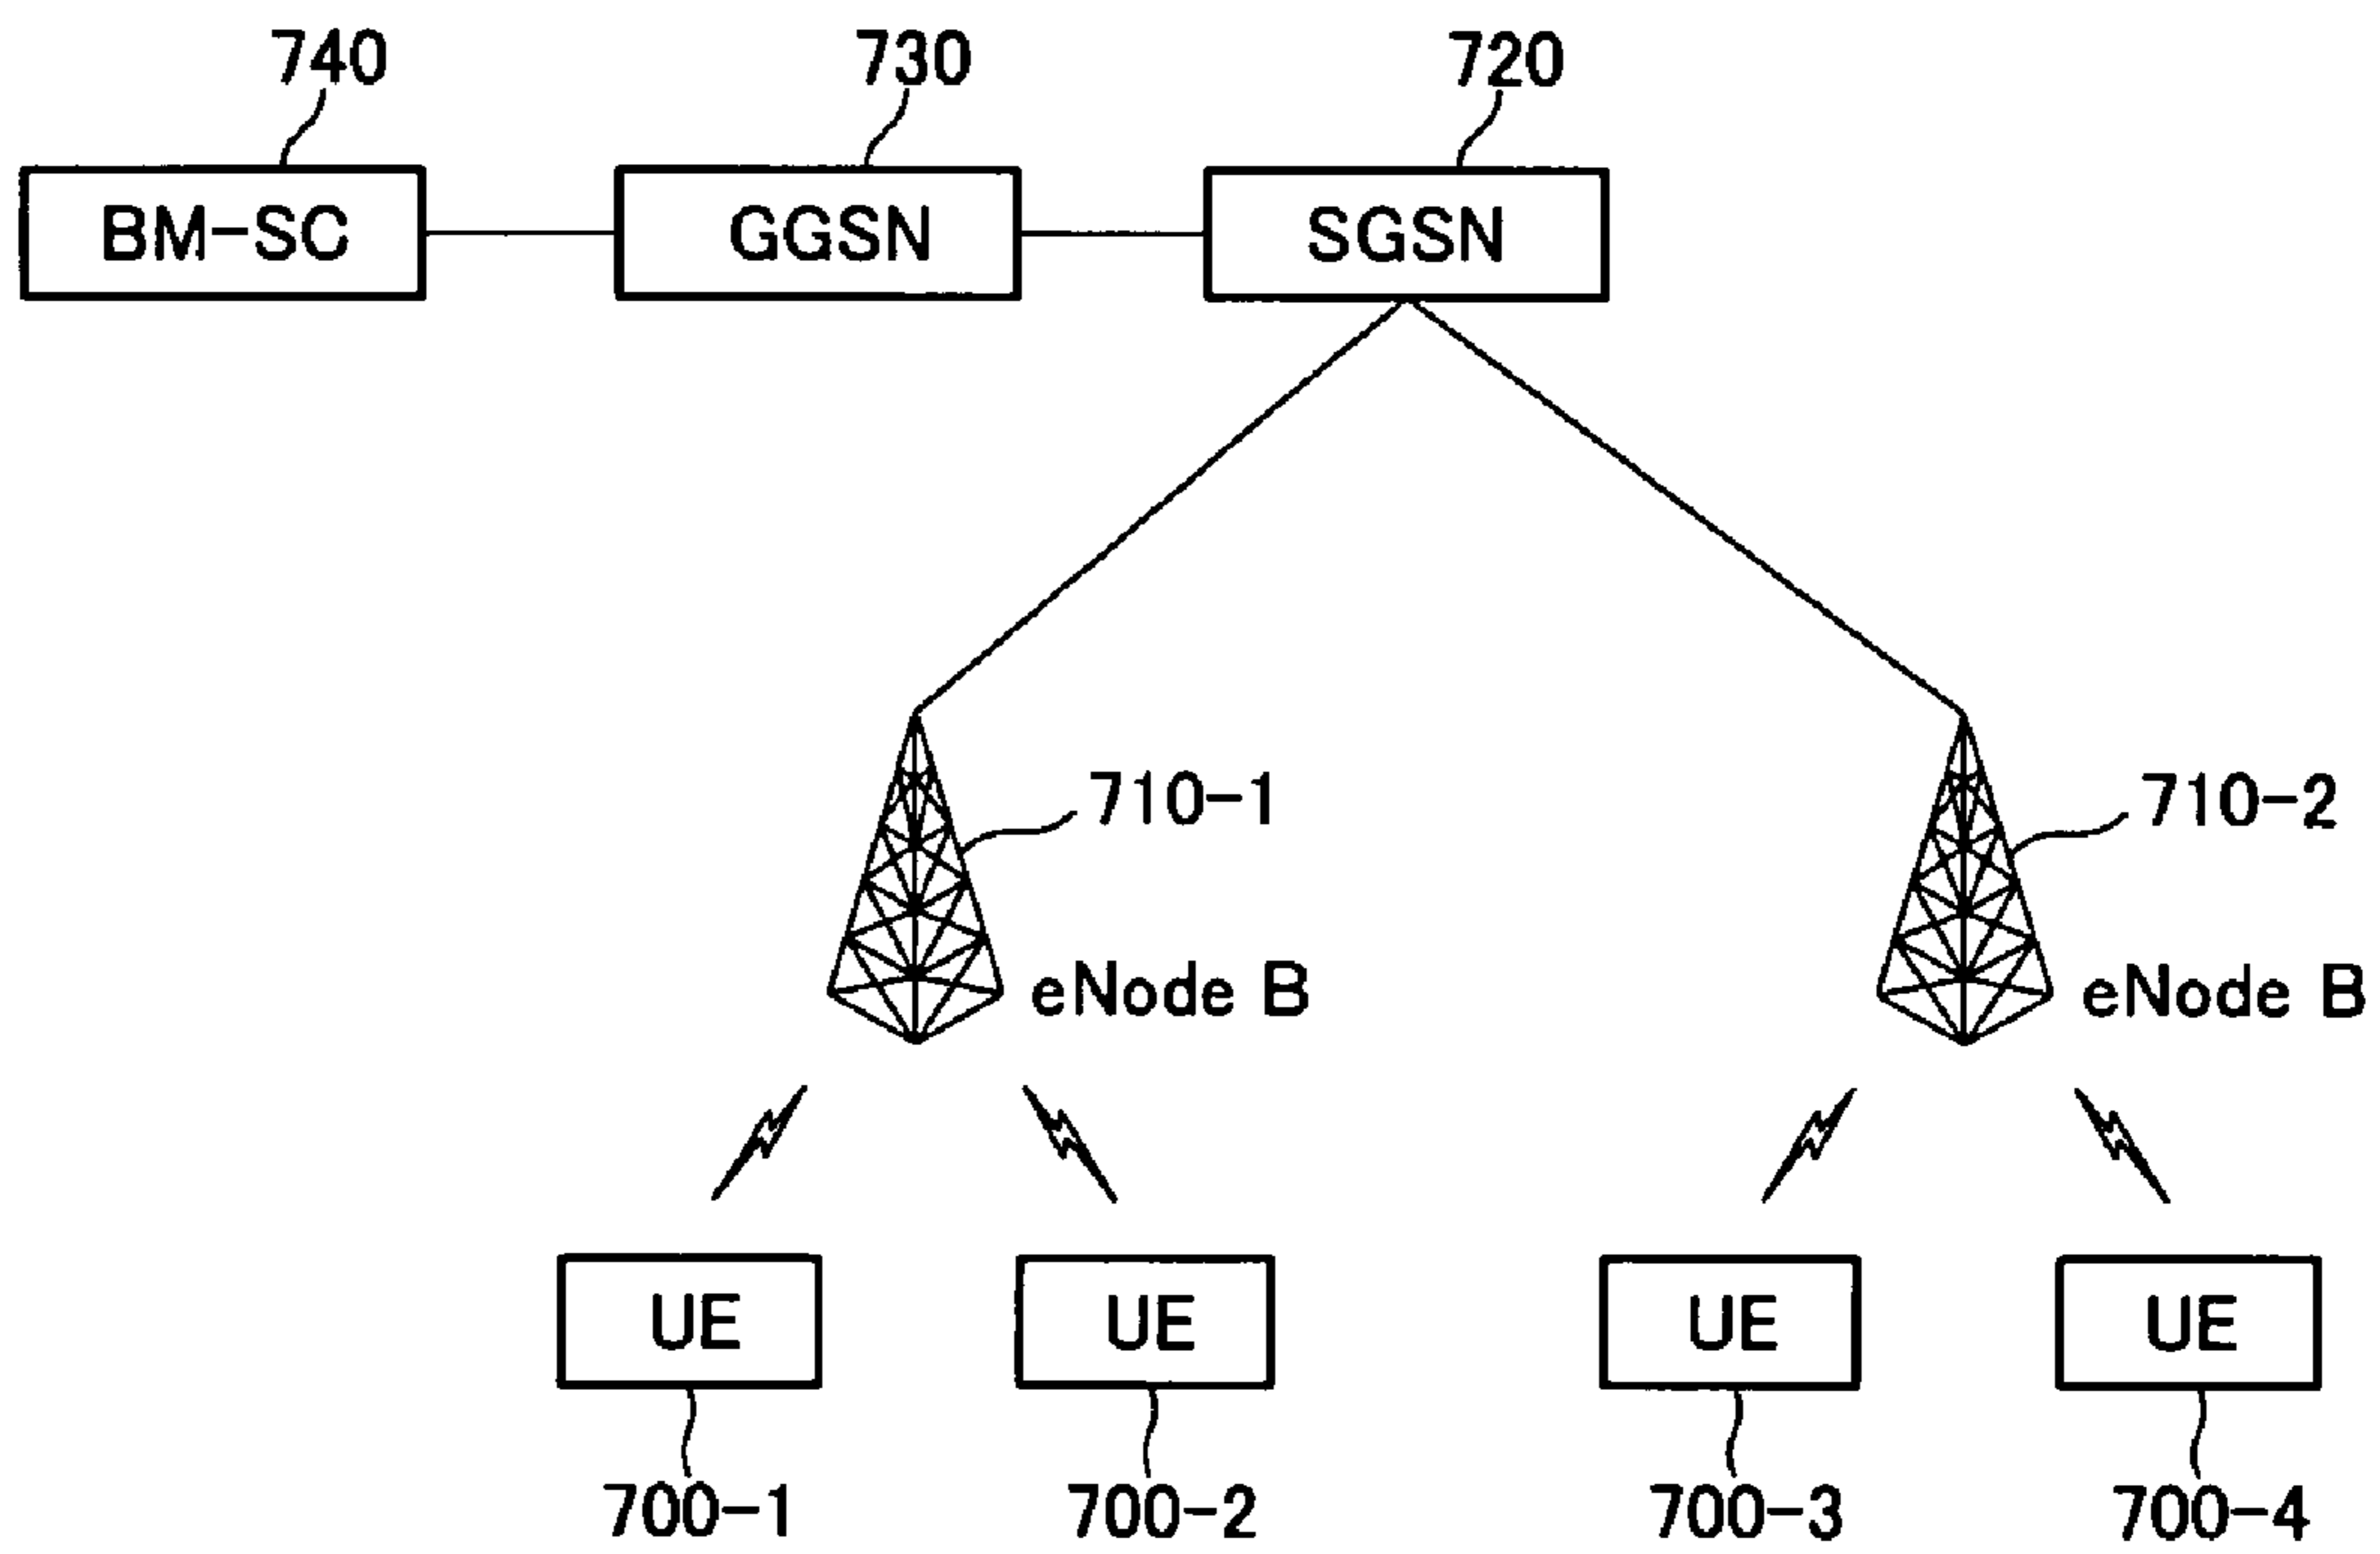 740 730 720
BM-SC GGSN SGSN
710-1 710-2
eNode B eNode B
UE UE UE UE
700-1 700-2 700-3 700-4